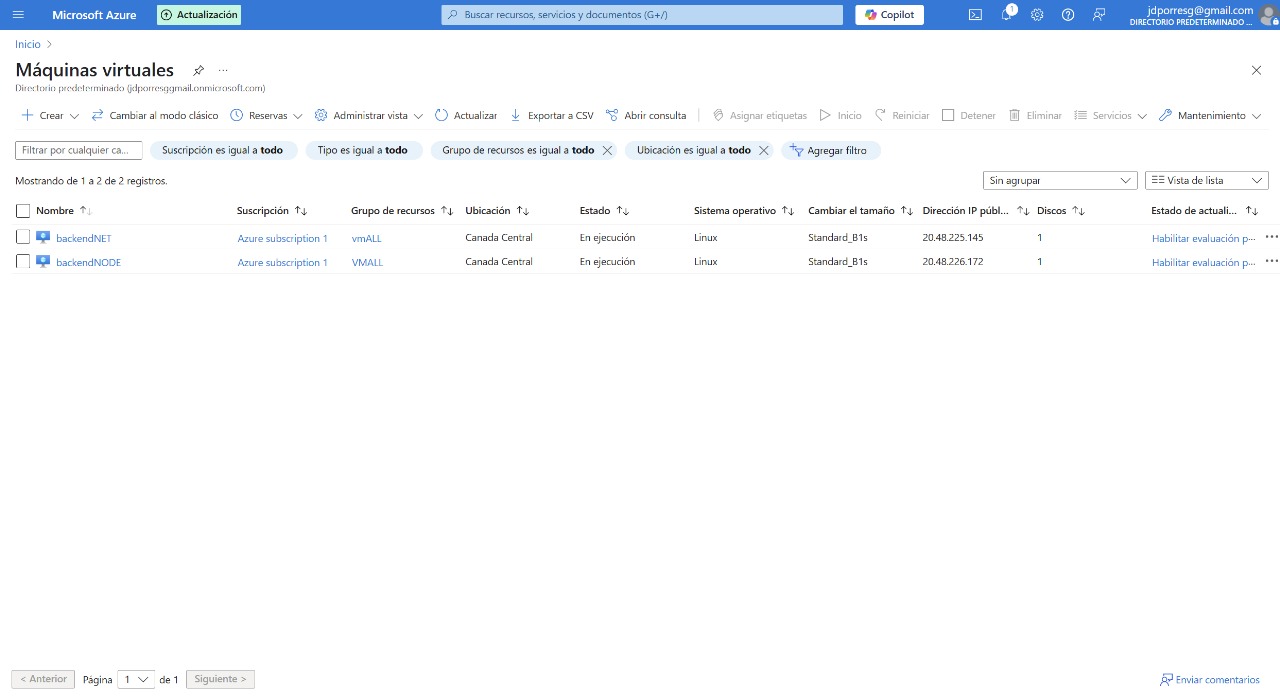 Microsoft Azure Actualización Buscar recursos, servicios y documentos (G+/) Copilot 1 jdporresg@gmail.com
DIRECTORIO PREDETERMINADO ...
Inicio >
Máquinas virtuales ...
Directorio predeterminado (jdporresggmail.onmicrosoft.com)
Crear Cambiar al modo clásico Reservas Administrar vista Actualizar Exportar a CSV Abrir consulta Asignar etiquetas Inicio Reiniciar Detener Eliminar Servicios Mantenimiento
Filtrar por cualquier ca... Suscripción es igual a todo Tipo es igual a todo Grupo de recursos es igual a todo Ubicación es igual a todo Agregar filtro
Mostrando de 1 a 2 de 2 registros. Sin agrupar Vista de lista
Nombre Suscripción Grupo de recursos Ubicación Estado Sistema operativo Cambiar el tamaño Dirección IP públ... Discos Estado de actuali...
backendNET Azure subscription 1 vmALL Canada Central En ejecución Linux Standard_B1s 20.48.225.145 1 Habilitar evaluación p... ...
backendNODE Azure subscription 1 VMALL Canada Central En ejecución Linux Standard_B1s 20.48.226.172 1 Habilitar evaluación p... ...
< Anterior Página 1 de 1 Siguiente > Enviar comentarios